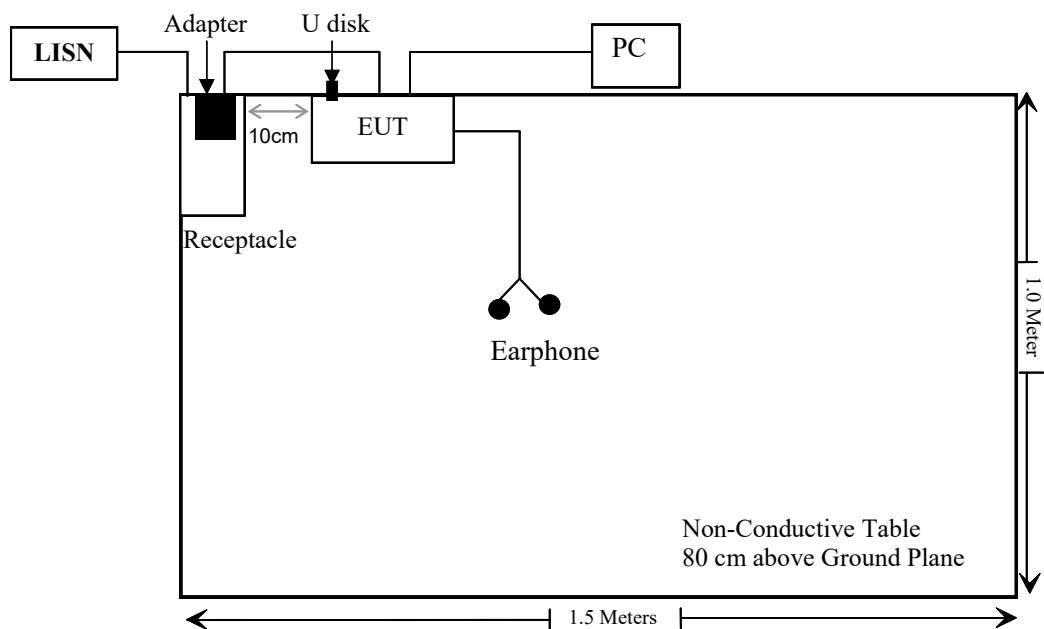 Adapter
U disk
LISN
PC
EUT
10cm
Receptacle
Earphone
1.0 Meter
Non-Conductive Table
80 cm above Ground Plane
1.5 Meters